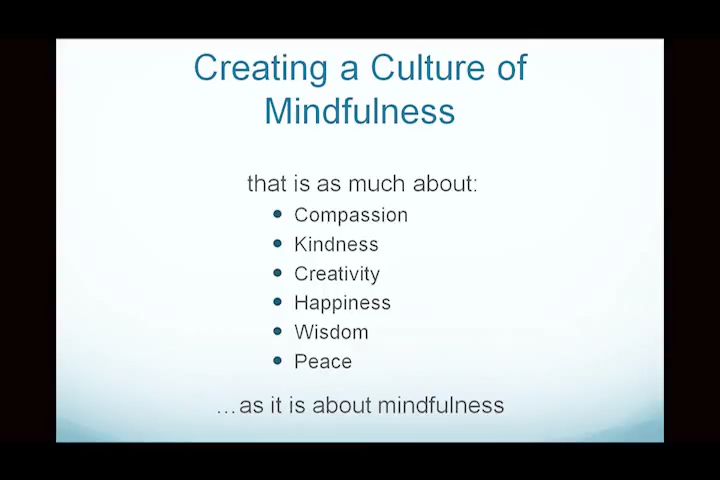 Creating a Culture of
Mindfulness
that is as much about:
• Compassion
• Kindness
• Creativity
• Happiness
• Wisdom
• Peace
…as it is about mindfulness